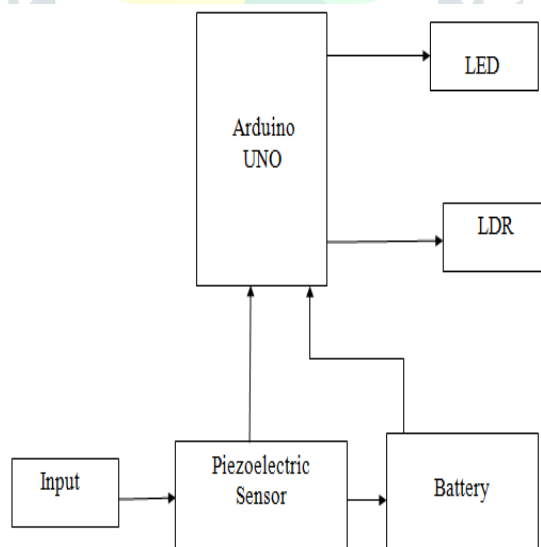 LED
Arduino
UNO
LDR
Input
Piezoelectric
Sensor
Battery